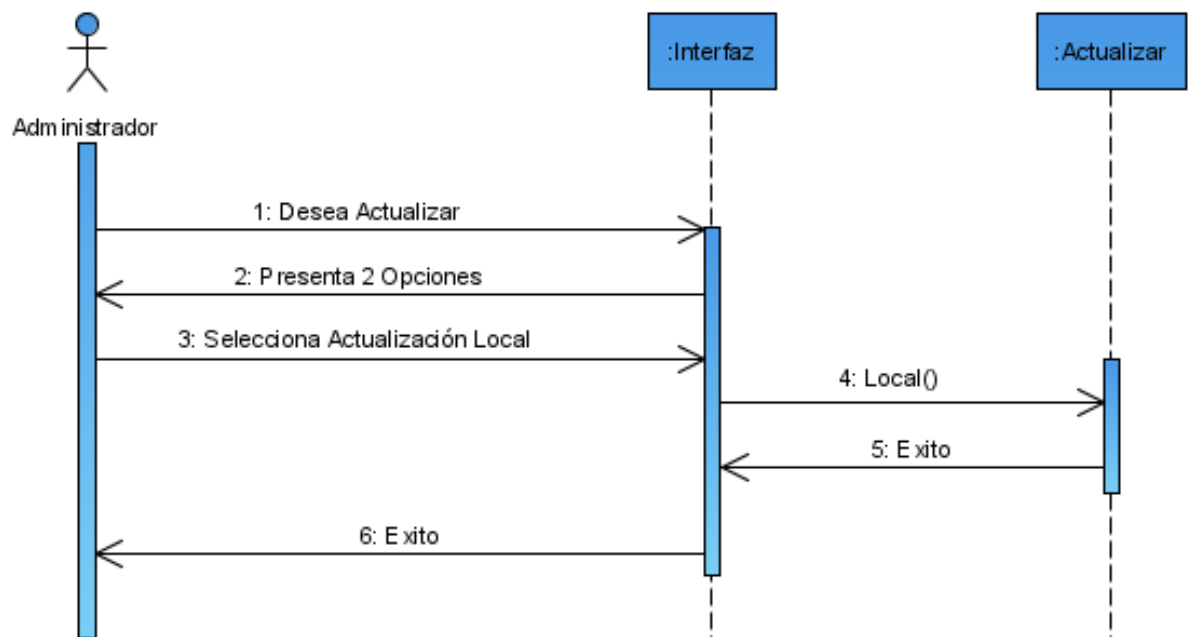 :Interfaz
:Actualizar
Administrador
1: Desea Actualizar
2: Presenta 2 Opciones
3: Selecciona Actualización Local
4: Local()
5: Exito
6: Exito